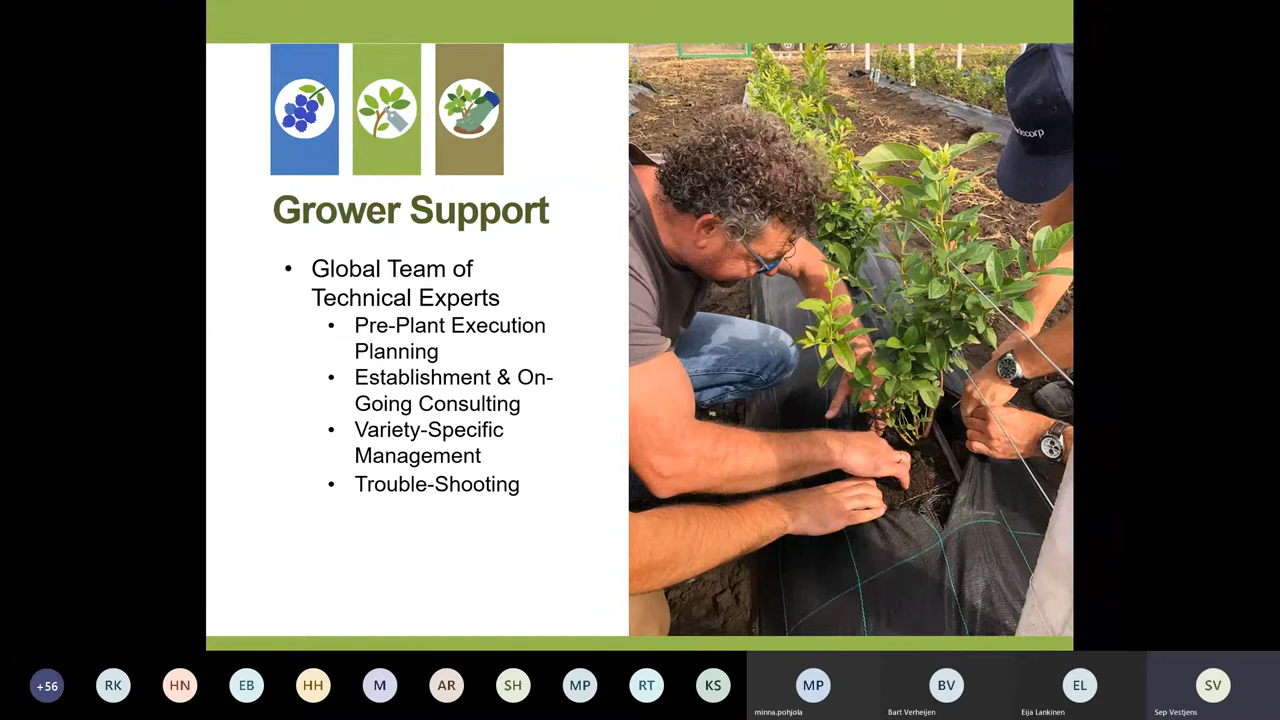 Grower Support
• Global Team of
Technical Experts
• Pre-Plant Execution
Planning
• Establishment & On-
Going Consulting
• Variety-Specific
Management
• Trouble-Shooting
+56
RK
HN
EB
HH
M
AR
SH
MP
RT
KS
MP
BV
EL
SV
minna.pohjola
Bart Verheijen
Eija Lankinen
Sep Vestjens